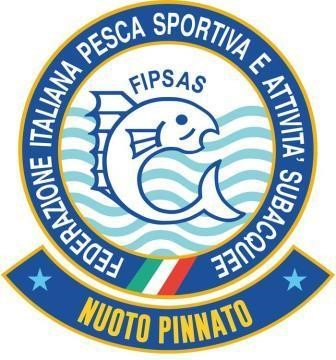 FEDERAZIONE ITALIANA PESCA SPORTIVA E ATTIVITA' SUBACQUEE
FIPSAS
NUOTO PINNATO